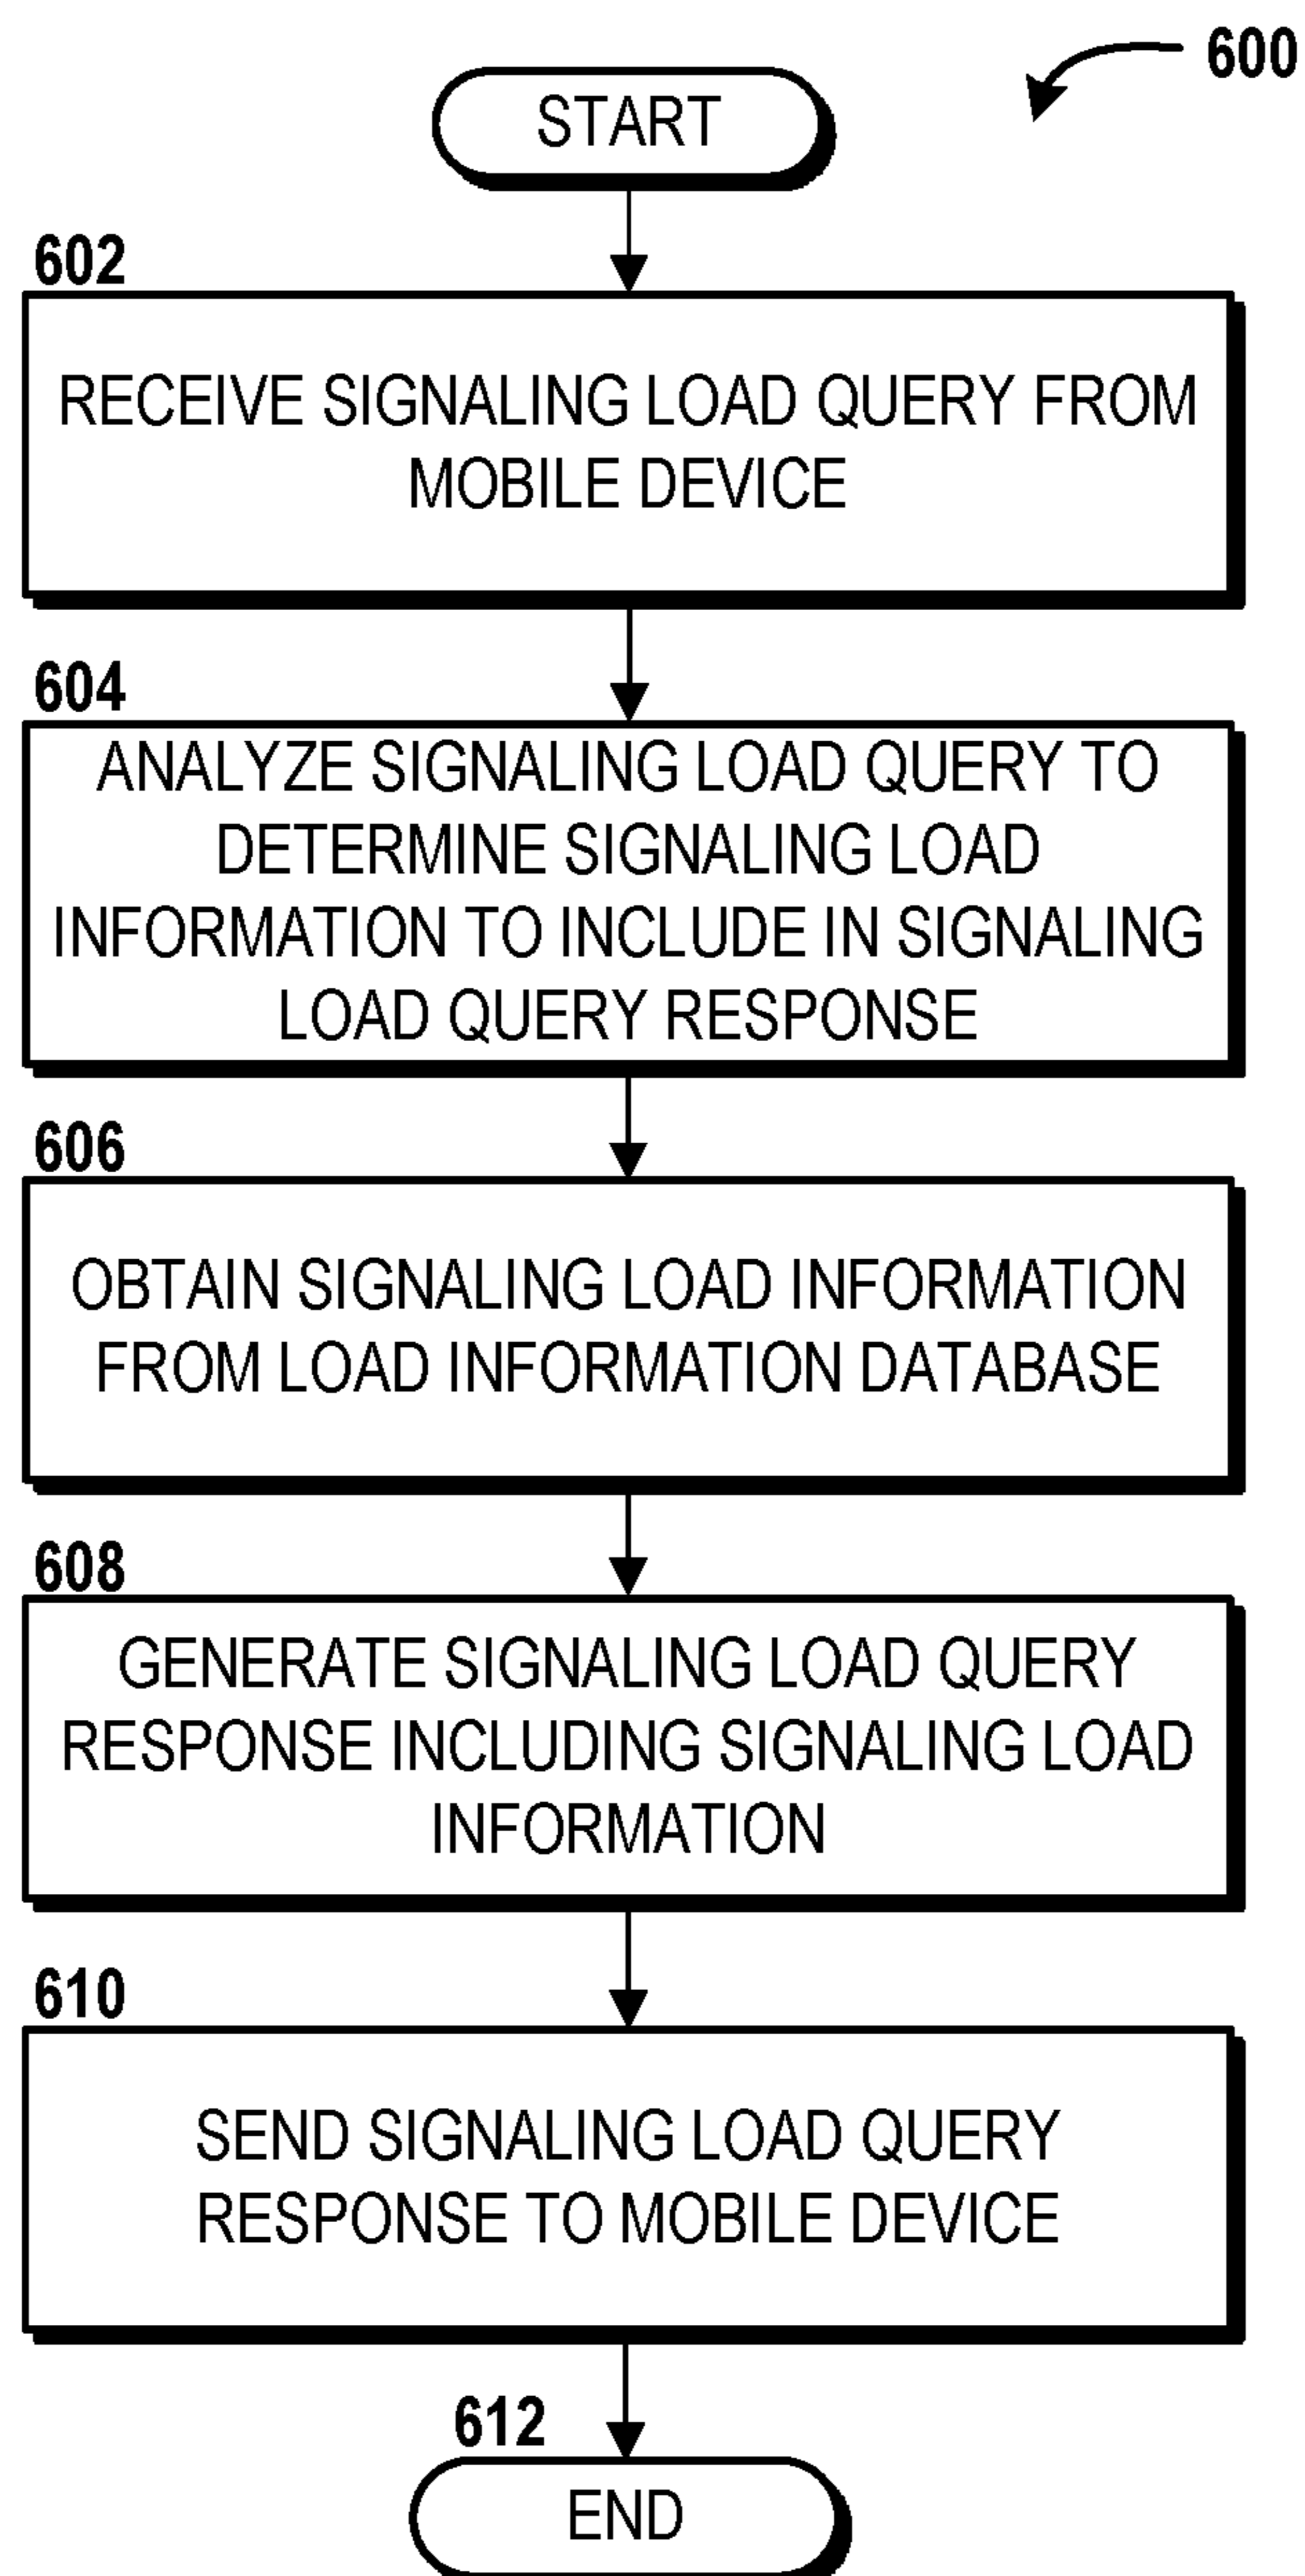 600
START
602
RECEIVE SIGNALING LOAD QUERY FROM
MOBILE DEVICE
604
ANALYZE SIGNALING LOAD QUERY TO
DETERMINE SIGNALING LOAD
INFORMATION TO INCLUDE IN SIGNALING
LOAD QUERY RESPONSE
606
OBTAIN SIGNALING LOAD INFORMATION
FROM LOAD INFORMATION DATABASE
608
GENERATE SIGNALING LOAD QUERY
RESPONSE INCLUDING SIGNALING LOAD
INFORMATION
610
SEND SIGNALING LOAD QUERY
RESPONSE TO MOBILE DEVICE
612
END